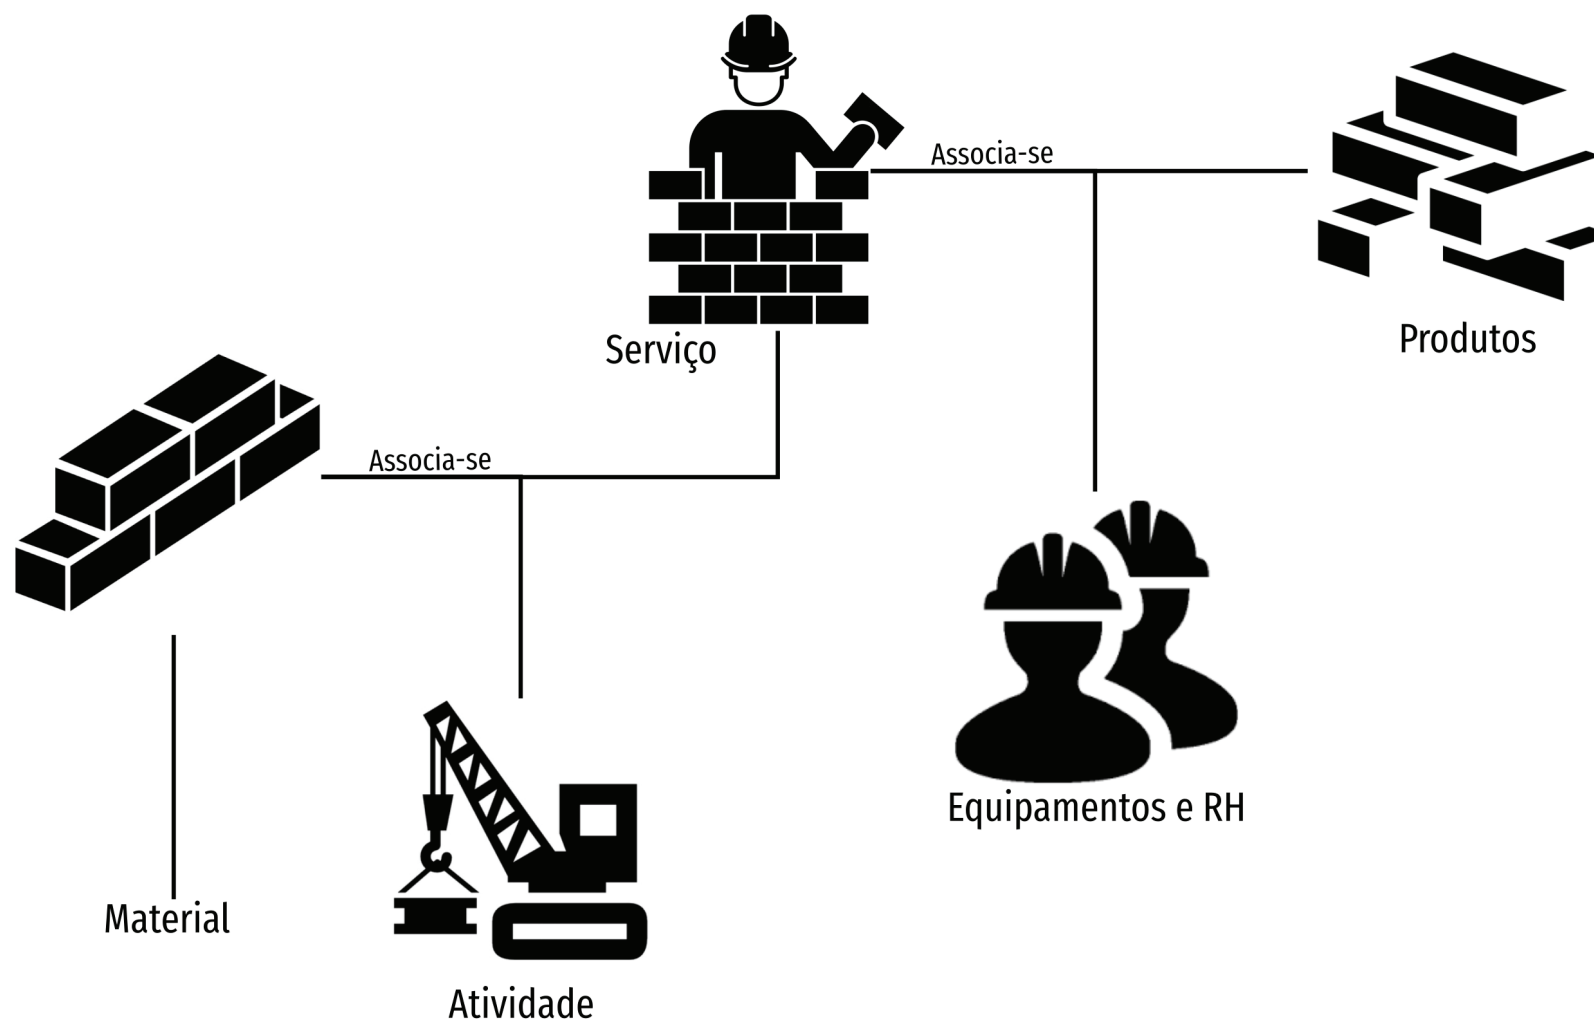 Associa-se
Produtos
Serviço
Associa-se
Equipamentos e RH
Material
Atividade